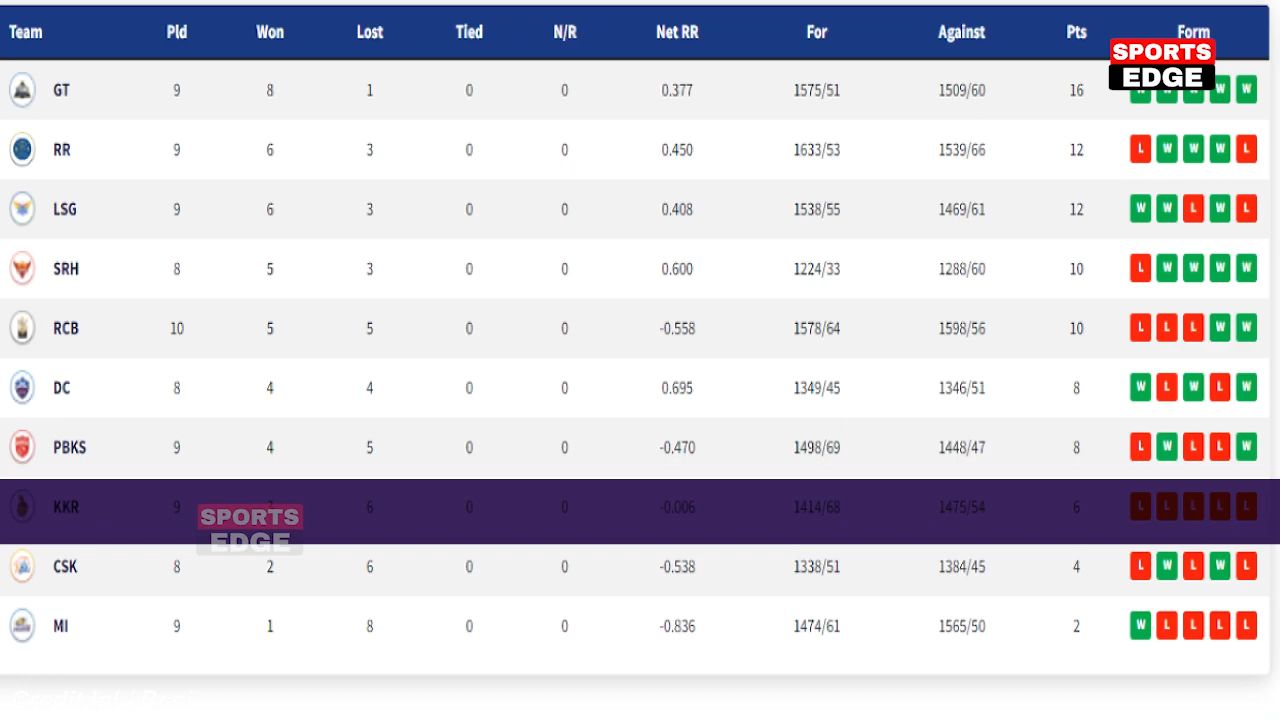 Team Pld Won Lost Tied N/R Net RR For Against Pts Form
SPORTS
EDGE
GT 9 8 1 0 0 0.377 1575/51 1509/60 16 W W W W W
RR 9 6 3 0 0 0.450 1633/53 1539/66 12 L W W W L
LSG 9 6 3 0 0 0.408 1538/55 1469/61 12 W W L W L
SRH 8 5 3 0 0 0.600 1224/33 1288/60 10 L W W W W
RCB 10 5 5 0 0 -0.558 1578/64 1598/56 10 L L L W W
DC 8 4 4 0 0 0.695 1349/45 1346/51 8 W L W L W
PBKS 9 4 5 0 0 -0.470 1498/69 1448/47 8 L W L L W
KKR 9 6 0 0 -0.006 1414/68 1475/54 6 L L L L L
SPORTS
EDGE
CSK 8 2 6 0 0 -0.538 1338/51 1384/45 4 L W L W L
MI 9 1 8 0 0 -0.836 1474/61 1565/50 2 W L L L L